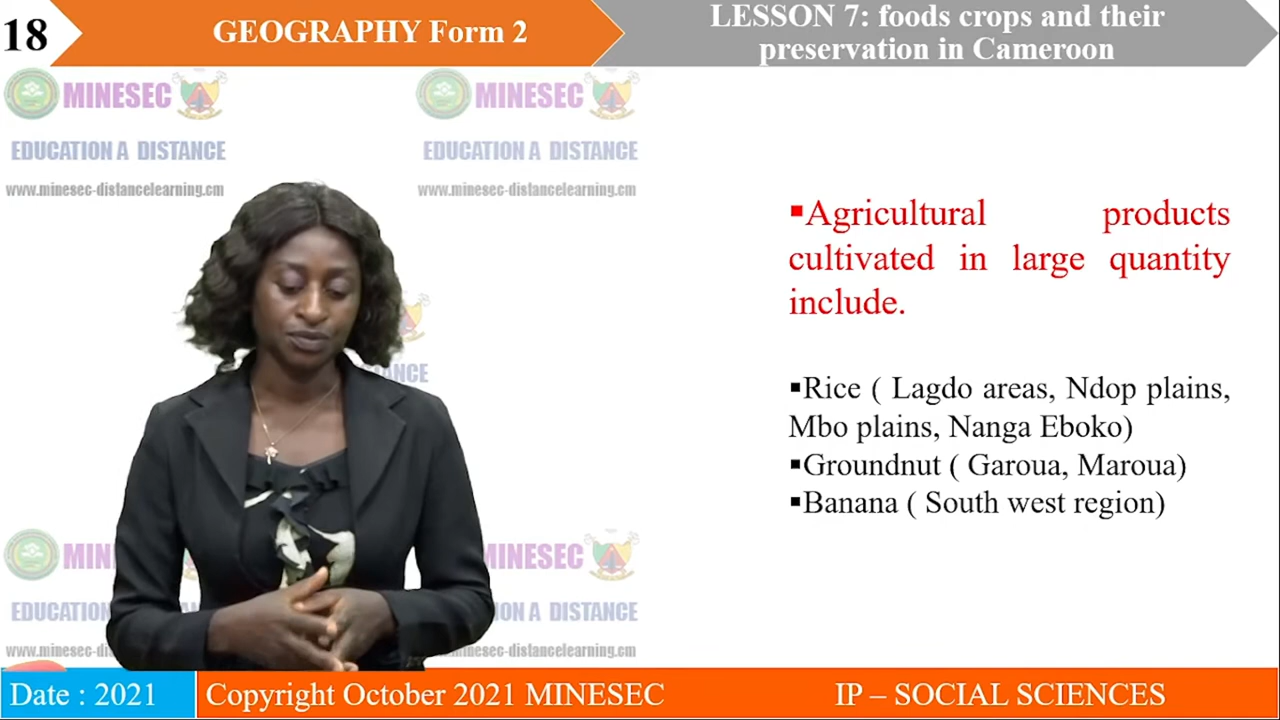 18
GEOGRAPHY Form 2
LESSON 7: foods crops and their
preservation in Cameroon
MINESEC
MINESEC
EDUCATION A DISTANCE
EDUCATION A DISTANCE
www.minesec-distancelearning.cm
www.minesec-distancelearning.cm
▪Agricultural products
cultivated in large quantity
include.
▪Rice ( Lagdo areas, Ndop plains,
Mbo plains, Nanga Eboko)
▪Groundnut ( Garoua, Maroua)
▪Banana ( South west region)
Date : 2021
Copyright October 2021 MINESEC
IP – SOCIAL SCIENCES